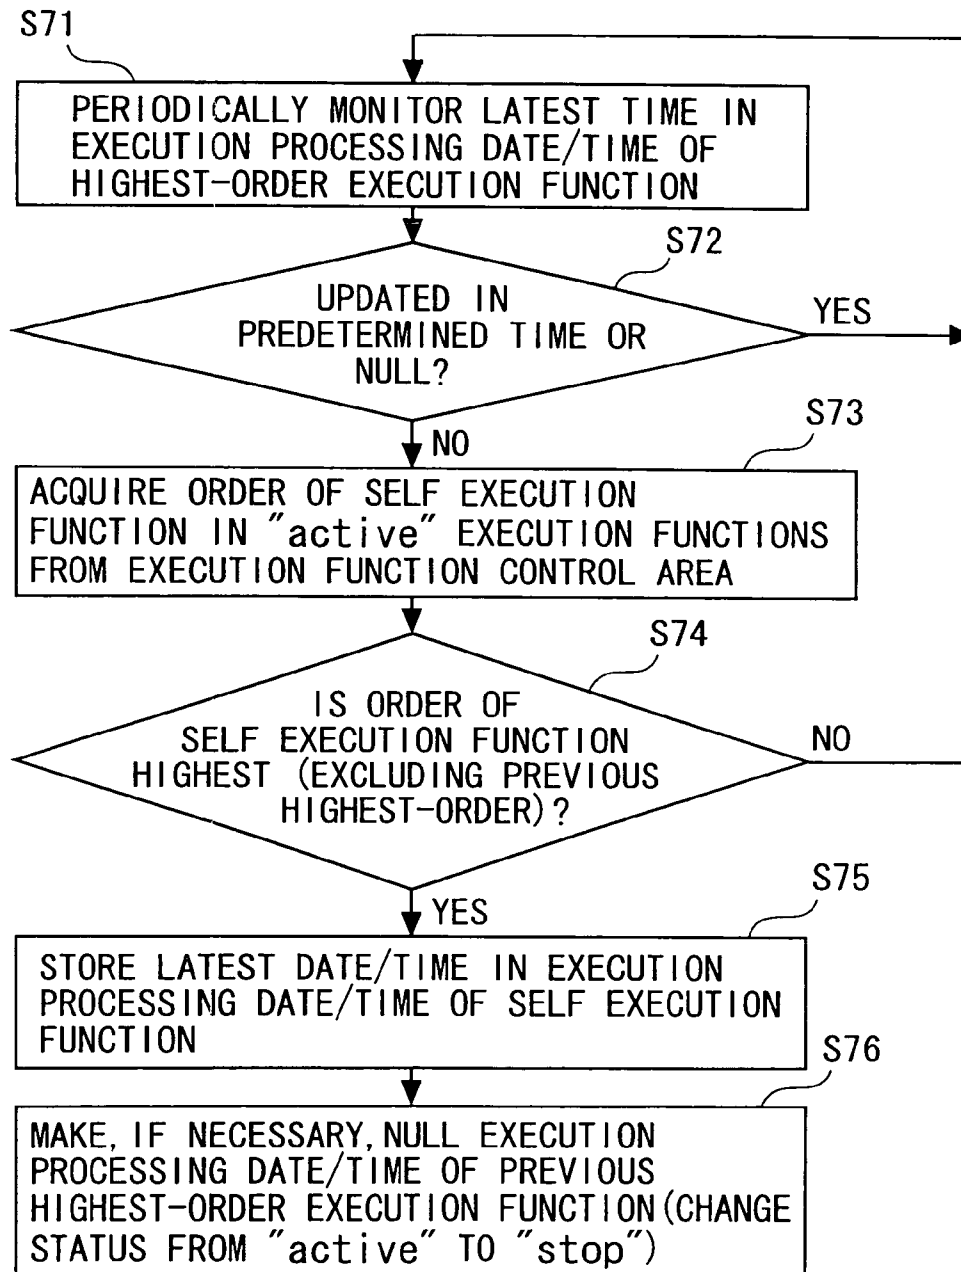 S71
PERIODICALLY MONITOR LATEST TIME IN
EXECUTION PROCESSING DATE/TIME OF
HIGHEST-ORDER EXECUTION FUNCTION
S72
UPDATED IN
PREDETERMINED TIME OR
NULL?
YES
NO
S73
ACQUIRE ORDER OF SELF EXECUTION
FUNCTION IN "active" EXECUTION FUNCTIONS
FROM EXECUTION FUNCTION CONTROL AREA
S74
IS ORDER OF
SELF EXECUTION FUNCTION
HIGHEST (EXCLUDING PREVIOUS
HIGHEST-ORDER)?
NO
YES
S75
STORE LATEST DATE/TIME IN EXECUTION
PROCESSING DATE/TIME OF SELF EXECUTION
FUNCTION
S76
MAKE, IF NECESSARY, NULL EXECUTION
PROCESSING DATE/TIME OF PREVIOUS
HIGHEST-ORDER EXECUTION FUNCTION (CHANGE
STATUS FROM "active" TO "stop")